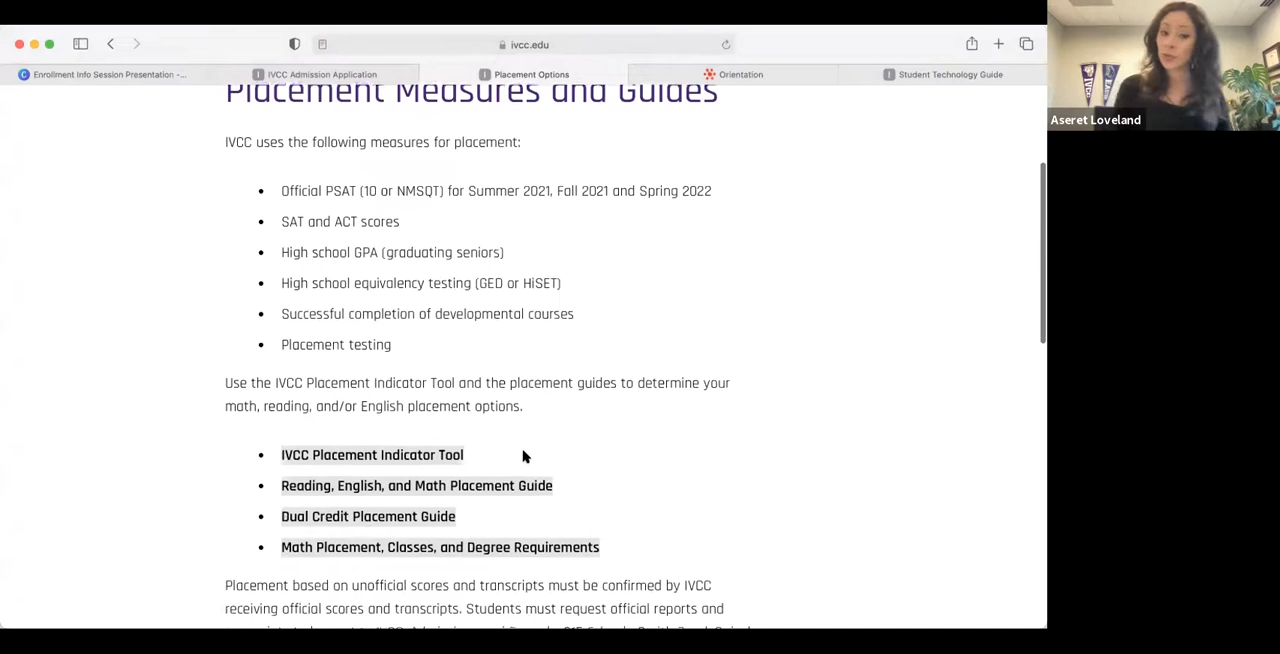 ivcc.edu
Enrollment Info Session Presentation -...
IVCC Admission Application
Placement Options
Orientation
Student Technology Guide
Aseret Loveland
Placement Measures and Guides
IVCC uses the following measures for placement:
• Official PSAT (10 or NMSQT) for Summer 2021, Fall 2021 and Spring 2022
• SAT and ACT scores
• High school GPA (graduating seniors)
• High school equivalency testing (GED or HiSET)
• Successful completion of developmental courses
• Placement testing
Use the IVCC Placement Indicator Tool and the placement guides to determine your
math, reading, and/or English placement options.
• IVCC Placement Indicator Tool
• Reading, English, and Math Placement Guide
• Dual Credit Placement Guide
• Math Placement, Classes, and Degree Requirements
Placement based on unofficial scores and transcripts must be confirmed by IVCC
receiving official scores and transcripts. Students must request official reports and